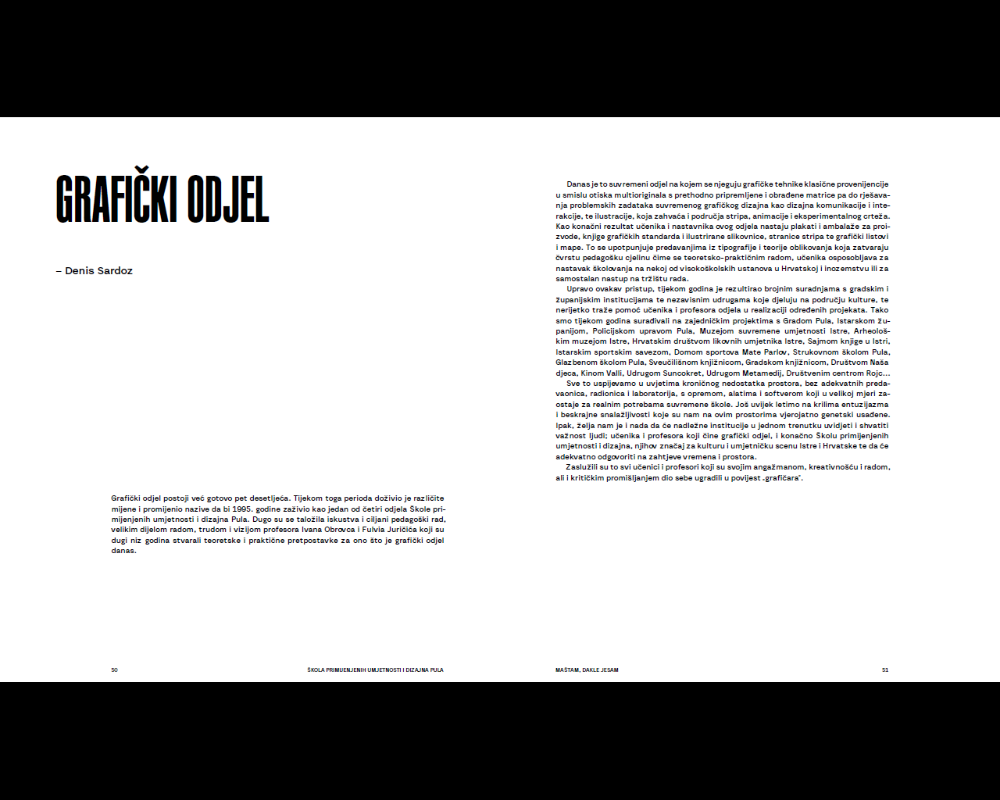 GRAFIČKI ODJEL
– Denis Sardoz
Grafički odjel postoji već gotovo pet desetljeća. Tijekom toga perioda doživio je različite
mijene i promijenio nazive da bi 1995. godine zaživio kao jedan od četiri odjela Škole pri-
mijenjenih umjetnosti i dizajna Pula. Dugo su se taložila iskustva i ciljani pedagoški rad,
velikim dijelom radom, trudom i vizijom profesora Ivana Obrovca i Fulvia Juričića koji su
dugi niz godina stvarali teoretske i praktične pretpostavke za ono što je grafički odjel
danas.
50
ŠKOLA PRIMIJENJENIH UMJETNOSTI I DIZAJNA PULA
Danas je to suvremeni odjel na kojem se njeguju grafičke tehnike klasične provenijencije
u smislu otiska multioriginala s prethodno pripremljene i obrađene matrice pa do rješava-
nja problemskih zadataka suvremenog grafičkog dizajna kao dizajna komunikacije i inte-
rakcije, te ilustracije, koja zahvaća i područja stripa, animacije i eksperimentalnog crteža.
Kao konačni rezultat učenika i nastavnika ovog odjela nastaju plakati i ambalaže za proi-
zvode, knjige grafičkih standarda i ilustrirane slikovnice, stranice stripa te grafički listovi
i mape. To se upotpunjuje predavanjima iz tipografije i teorije oblikovanja koja zatvaraju
čvrstu pedagošku cjelinu čime se teoretsko-praktičnim radom, učenika osposobljava za
nastavak školovanja na nekoj od visokoškolskih ustanova u Hrvatskoj i inozemstvu ili za
samostalan nastup na tržištu rada.
Upravo ovakav pristup, tijekom godina je rezultirao brojnim suradnjama s gradskim i
županijskim institucijama te nezavisnim udrugama koje djeluju na području kulture, te
nerijetko traže pomoć učenika i profesora odjela u realizaciji određenih projekata. Tako
smo tijekom godina surađivali na zajedničkim projektima s Gradom Pula, Istarskom žu-
panijom, Policijskom upravom Pula, Muzejom suvremene umjetnosti Istre, Arheološ-
kim muzejom Istre, Hrvatskim društvom likovnih umjetnika Istre, Sajmom knjige u Istri,
Istarskim sportskim savezom, Domom sportova Mate Parlov, Strukovnom školom Pula,
Glazbenom školom Pula, Sveučilišnom knjižnicom, Gradskom knjižnicom, Društvom Naša
djeca, Kinom Valli, Udrugom Suncokret, Udrugom Metamedij, Društvenim centrom Rojc...
Sve to uspijevamo u uvjetima kroničnog nedostatka prostora, bez adekvatnih preda-
vaonica, radionica i laboratorija, s opremom, alatima i softverom koji u velikoj mjeri za-
ostaje za realnim potrebama suvremene škole. Još uvijek letimo na krilima entuzijazma
i beskrajne snalažljivosti koje su nam na ovim prostorima vjerojatno genetski usađene.
Ipak, želja nam je i nada da će nadležne institucije u jednom trenutku uvidjeti i shvatiti
važnost ljudi; učenika i profesora koji čine grafički odjel, i konačno Školu primijenjenih
umjetnosti i dizajna, njihov značaj za kulturu i umjetničku scenu Istre i Hrvatske te da će
adekvatno odgovoriti na zahtjeve vremena i prostora.
Zaslužili su to svi učenici i profesori koji su svojim angažmanom, kreativnošću i radom,
ali i kritičkim promišljanjem dio sebe ugradili u povijest „grafičara".
MAŠTAM, DAKLE JESAM
51